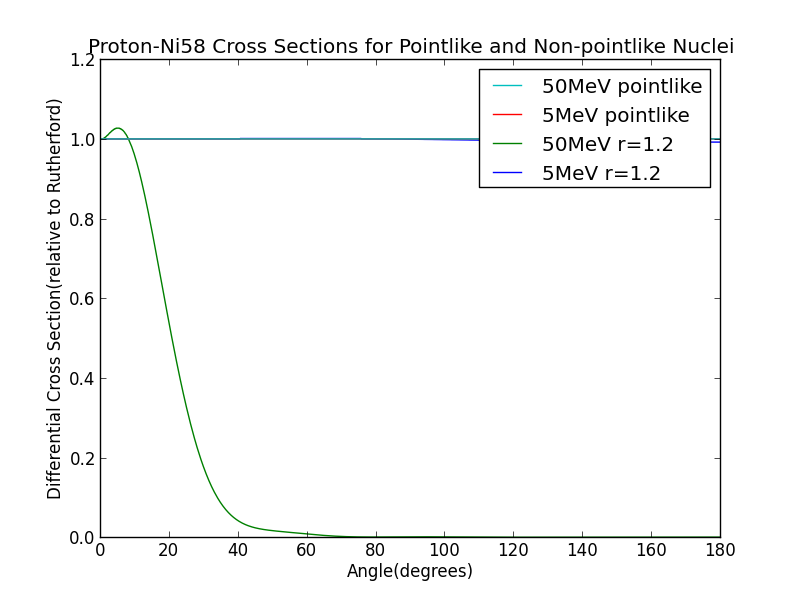 Proton-Ni58 Cross Sections for Pointlike and Non-pointlike Nuclei
1.2
1.0
0.8
0.6
0.4
0.2
0.0
Differential Cross Section(relative to Rutherford)
50MeV pointlike
5MeV pointlike
50MeV r=1.2
5MeV r=1.2
0 20 40 60 80 100 120 140 160 180
Angle(degrees)